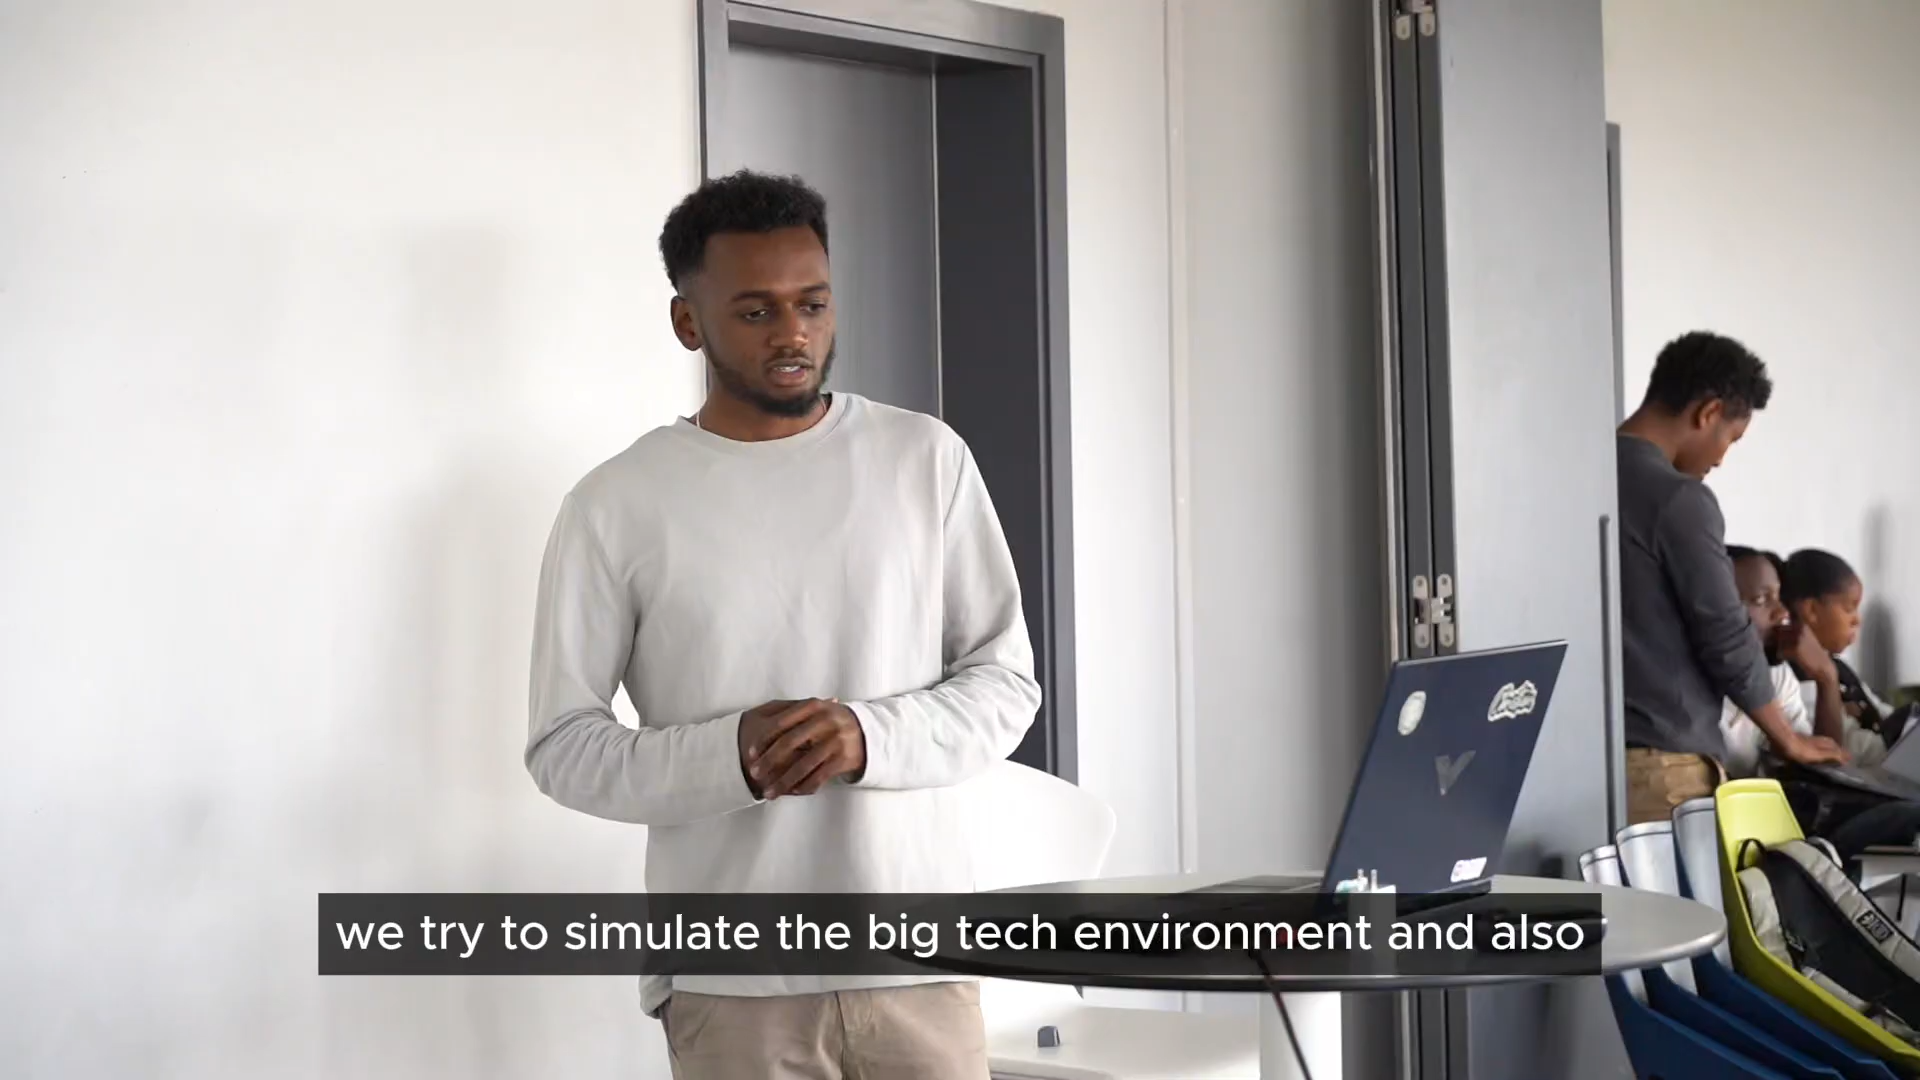 we try to simulate the big tech environment and also